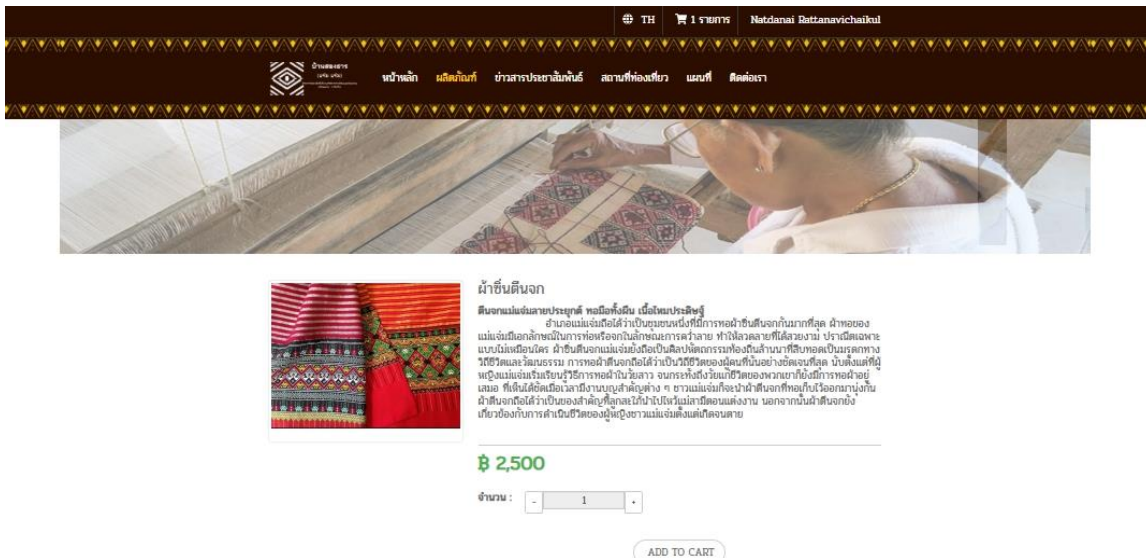 TH 1 รายการ Natdanai Rattanavichaikul
บ้านสองธาร
หน้าหลัก ผลิตภัณฑ์ ข่าวสารประชาสัมพันธ์ สถานที่ท่องเที่ยว แผนที่ ติดต่อเรา
ผ้าซิ่นตีนจก
ตีนจกแม่แจ่มลายประยุกต์ ทอมือทั้งผืน เนื้อไหมประดิษฐ์
อำเภอแม่แจ่มถือได้ว่าเป็นชุมชนหนึ่งที่มีการทอผ้าซิ่นตีนจกกันมากที่สุด ผ้าทอของ
แม่แจ่มมีเอกลักษณ์ในการทอหรือจกในลักษณะการคว่ำลาย ทำให้ลวดลายที่ได้สวยงาม ปราณีตเฉพาะ
แบบไม่เหมือนใคร ผ้าซิ่นตีนจกแม่แจ่มยังถือเป็นศิลปหัตถกรรมท้องถิ่นล้านนาที่สืบทอดเป็นมรดกทาง
วิถีชีวิตและวัฒนธรรม การทอผ้าตีนจกถือได้ว่าเป็นวิถีชีวิตของผู้คนที่นั่นอย่างชัดเจนที่สุด นับตั้งแต่ที่ผู้
หญิงแม่แจ่มเริ่มเรียนรู้วิธีการทอผ้าในวัยสาว จนกระทั่งถึงวัยแก่ชีวิตของพวกเขาก็ยังมีการทอผ้าอยู่
เสมอ ที่เห็นได้ชัดเมื่อเวลามีงานบุญสำคัญต่าง ๆ ชาวแม่แจ่มก็จะนำผ้าตีนจกที่ทอเก็บไว้ออกมานุ่งกัน
ผ้าตีนจกถือได้ว่าเป็นของสำคัญที่ลูกสะใภ้นำไปไหว้แม่สามีตอนแต่งงาน นอกจากนั้นผ้าตีนจกยัง
เกี่ยวข้องกับการดำเนินชีวิตของผู้หญิงชาวแม่แจ่มตั้งแต่เกิดจนตาย
฿ 2,500
จำนวน : - 1 +
ADD TO CART